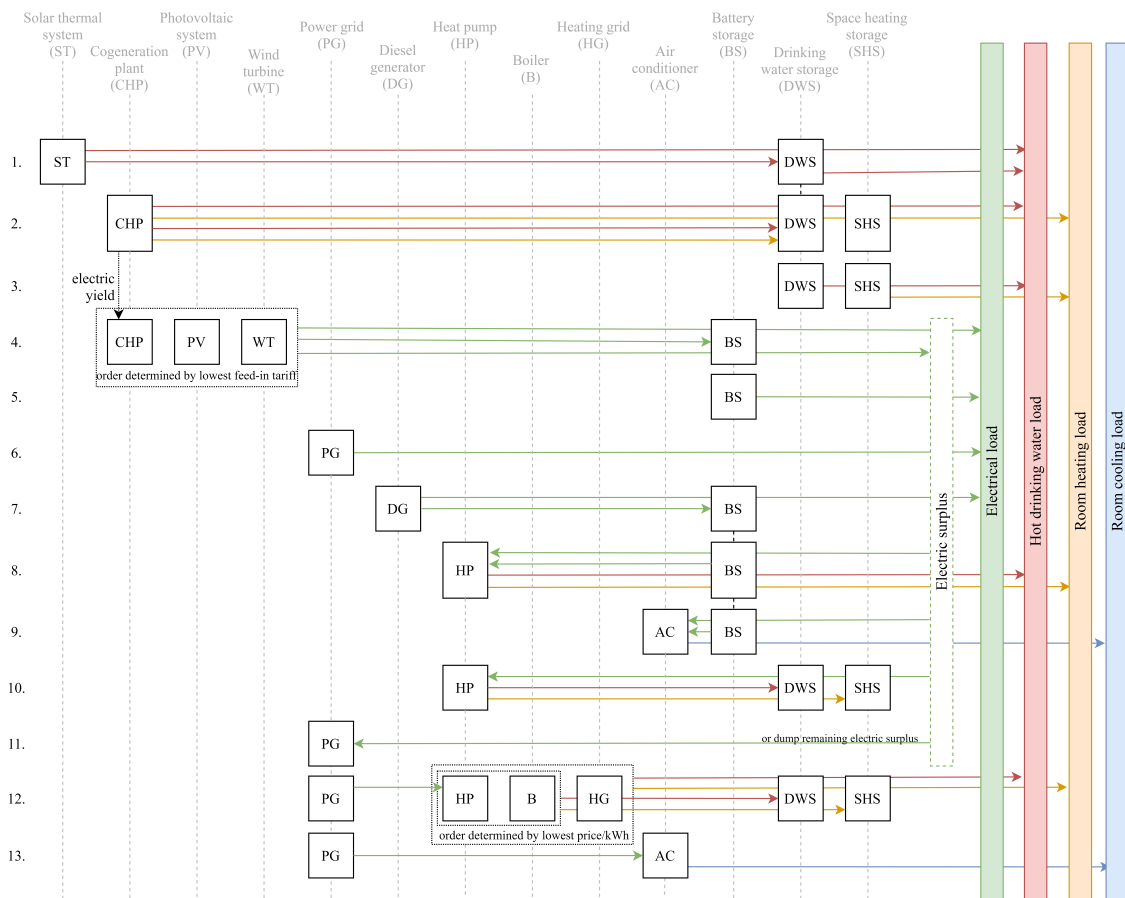 Solar thermal
system
(ST)
Cogeneration
plant
(CHP)
Photovoltaic
system
(PV)
Wind
turbine
(WT)
Power grid
(PG)
Diesel
generator
(DG)
Heat pump
(HP)
Boiler
(B)
Heating grid
(HG)
Air
conditioner
(AC)
Battery
storage
(BS)
Drinking
water storage
(DWS)
Space heating
storage
(SHS)
1.
ST
DWS
2.
CHP
DWS
SHS
electric
yield
3.
DWS
SHS
4.
CHP
PV
WT
BS
order determined by lowest feed-in tariff
5.
BS
6.
PG
7.
DG
BS
8.
HP
BS
9.
AC
BS
10.
HP
DWS
SHS
11.
PG
or dump remaining electric surplus
12.
PG
HP
B
HG
DWS
SHS
order determined by lowest price/kWh
13.
PG
AC
Electric surplus
Electrical load
Hot drinking water load
Room heating load
Room cooling load